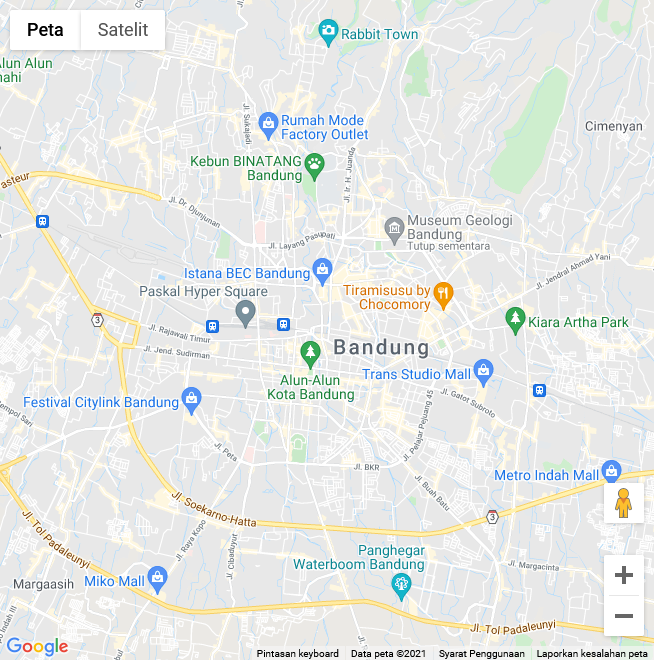 Peta
Satelit
Rabbit Town
Alun Alun
nahi
Jl. Sukajadi
Rumah Mode
Factory Outlet
Cimenyan
Jl. Ir. H. Juanda
Kebun BINATANG
Bandung
asteur
Jl. Dr. Djunjunan
Museum Geologi
Bandung
Tutup sementara
Jl. Layang Pasupati
Jl. Jendral Ahmad Yani
Istana BEC Bandung
Paskal Hyper Square
Tiramisusu by
Chocomory
3
Kiara Artha Park
Jl. Rajawali Timur
Jl. Jend. Sudirman
Bandung
Trans Studio Mall
Alun-Alun
Kota Bandung
Jl. Gatot Subroto
Festival Citylink Bandung
Jl. Pelajar Pejuang 45
Jl. Peta
Jl. BKR
Metro Indah Mall
Jl. Buah Batu
Jl. Soekarno-Hatta
3
Jl. Tol Padaleunyi
Jl. Raya Kopo
Jl. Cibaduyut
Panghegar
Waterboom Bandung
Jl. Margacinta
Margaasih
Miko Mall
Jl. Tol Padaleunyi
Google
Pintasan keyboard
Data peta ©2021
Syarat Penggunaan
Laporkan kesalahan peta